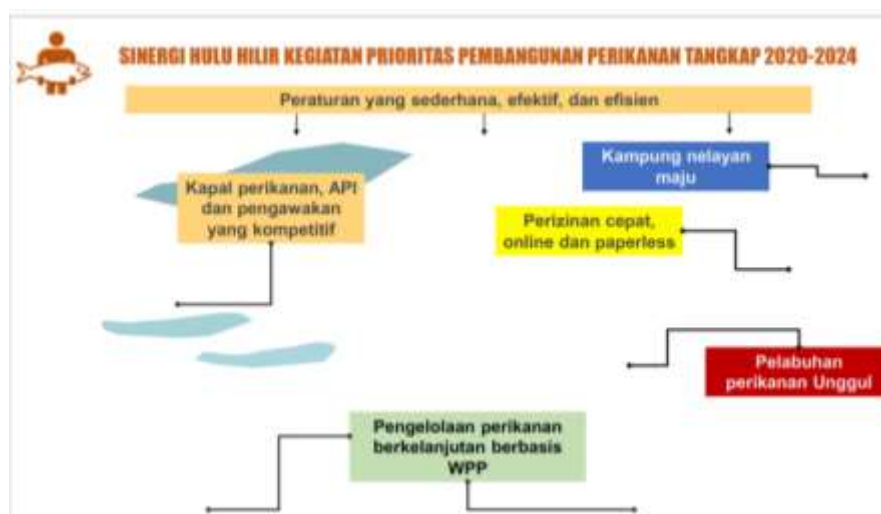 SINERGI HULU HILIR KEGIATAN PRIORITAS PEMBANGUNAN PERIKANAN TANGKAP 2020-2024
Peraturan yang sederhana, efektif, dan efisien
Kapal perikanan, API
dan pengawakan
yang kompetitif
Kampung nelayan
maju
Perizinan cepat,
online dan paperless
Pelabuhan
perikanan Unggul
Pengelolaan perikanan
berkelanjutan berbasis
WPP